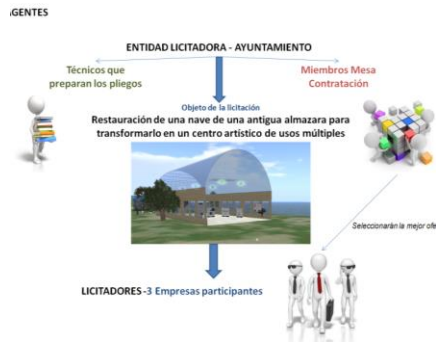 AGENTES
ENTIDAD LICITADORA - AYUNTAMIENTO
Técnicos que
preparan los pliegos
Miembros Mesa
Contratación
Objeto de la licitación
Restauración de una nave de una antigua almazara para
transformarlo en un centro artístico de usos múltiples
Seleccionarán la mejor ofe
LICITADORES -3 Empresas participantes